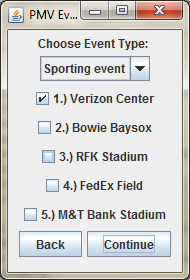 PMV Ev...
Choose Event Type:
Sporting event
1.) Verizon Center
2.) Bowie Baysox
3.) RFK Stadium
4.) FedEx Field
5.) M&T Bank Stadium
Back Continue